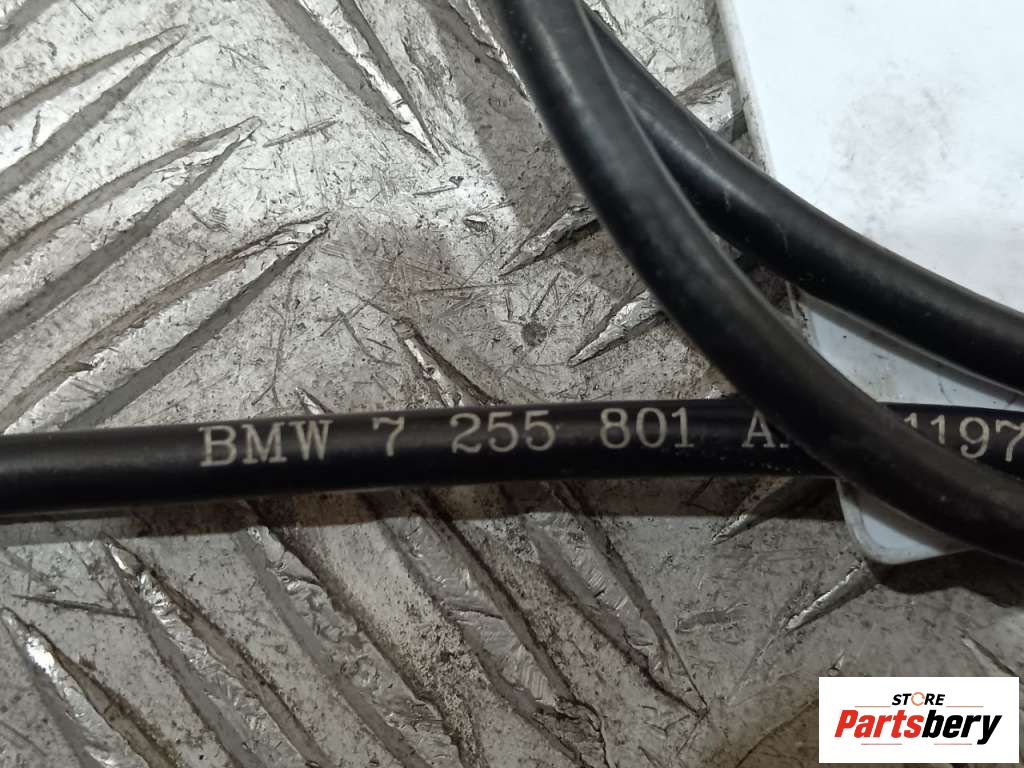 BMW 7 255 801
STORE
Partsbery